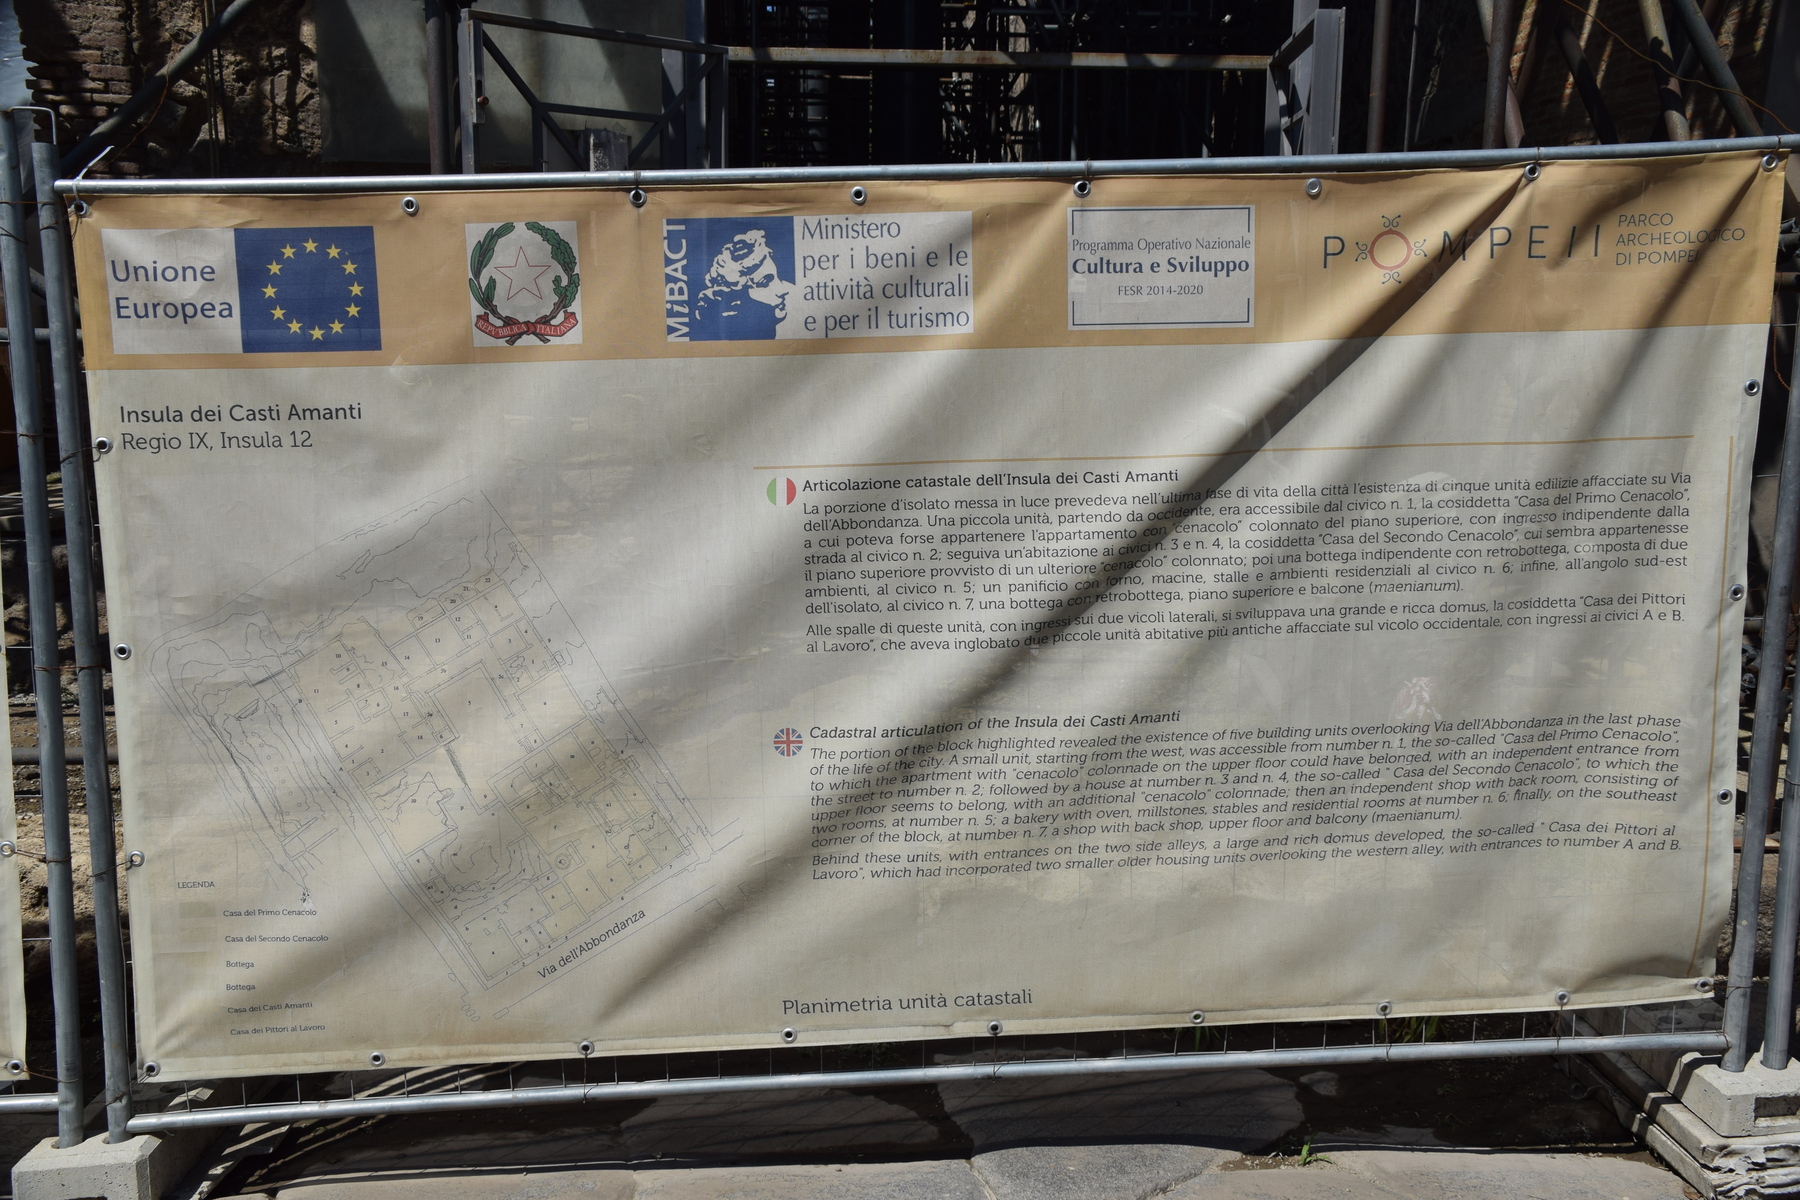 Unione
Europea
REPVBBLICA ITALIANA
MiBACT
Ministero
per i beni e le
attività culturali
e per il turismo
Programma Operativo Nazionale
Cultura e Sviluppo
FESR 2014-2020
POMPEII
PARCO
ARCHEOLOGICO
DI POMPEI
Insula dei Casti Amanti
Regio IX, Insula 12
Articolazione catastale dell'Insula dei Casti Amanti
La porzione d'isolato messa in luce prevedeva nell'ultima fase di vita della città l'esistenza di cinque unità edilizie affacciate su Via
dell'Abbondanza. Una piccola unità, partendo da occidente, era accessibile dal civico n. 1, la cosiddetta "Casa del Primo Cenacolo",
a cui poteva forse appartenere l'appartamento con "cenacolo" colonnato del piano superiore, con ingresso indipendente dalla
strada al civico n. 2; seguiva un'abitazione ai civici n. 3 e n. 4, la cosiddetta "Casa del Secondo Cenacolo", cui sembra appartenesse
il piano superiore provvisto di un ulteriore "cenacolo" colonnato; poi una bottega indipendente con retrobottega, composta di due
ambienti, al civico n. 5; un panificio con forno, macine, stalle e ambienti residenziali al civico n. 6; infine, all'angolo sud-est
dell'isolato, al civico n. 7, una bottega con retrobottega, piano superiore e balcone (maenianum).
Alle spalle di queste unità, con ingressi sui due vicoli laterali, si sviluppava una grande e ricca domus, la cosiddetta "Casa dei Pittori
al Lavoro", che aveva inglobato due piccole unità abitative più antiche affacciate sul vicolo occidentale, con ingressi ai civici A e B.
Cadastral articulation of the Insula dei Casti Amanti
The portion of the block highlighted revealed the existence of five building units overlooking Via dell'Abbondanza in the last phase
of the life of the city. A small unit, starting from the west, was accessible from number n. 1, the so-called "Casa del Primo Cenacolo",
to which the apartment with "cenacolo" colonnade on the upper floor could have belonged, with an independent entrance from
the street to number n. 2; followed by a house at number n. 3 and n. 4, the so-called " Casa del Secondo Cenacolo", to which the
upper floor seems to belong, with an additional "cenacolo" colonnade; then an independent shop with back room, consisting of
two rooms, at number n. 5; a bakery with oven, millstones, stables and residential rooms at number n. 6; finally, on the southeast
corner of the block, at number n. 7, a shop with back shop, upper floor and balcony (maenianum).
Behind these units, with entrances on the two side alleys, a large and rich domus developed, the so-called " Casa dei Pittori al
Lavoro", which had incorporated two smaller older housing units overlooking the western alley, with entrances to number A and B.
LEGENDA
Casa del Primo Cenacolo
Casa del Secondo Cenacolo
Bottega
Bottega
Casa dei Casti Amanti
Casa dei Pittori al Lavoro
Via dell'Abbondanza
Planimetria unità catastali